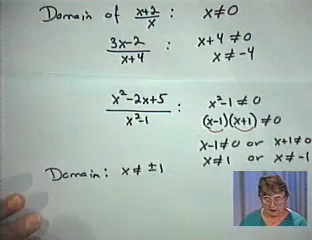 Domain of (x+2)/x : x≠0
(3x-2)/(x+4) : x+4≠0
x≠-4
(x²-2x+5)/(x²-1) : x²-1≠0
(x-1)(x+1)≠0
x-1≠0 or x+1≠0
x≠1 or x≠-1
Domain: x≠±1